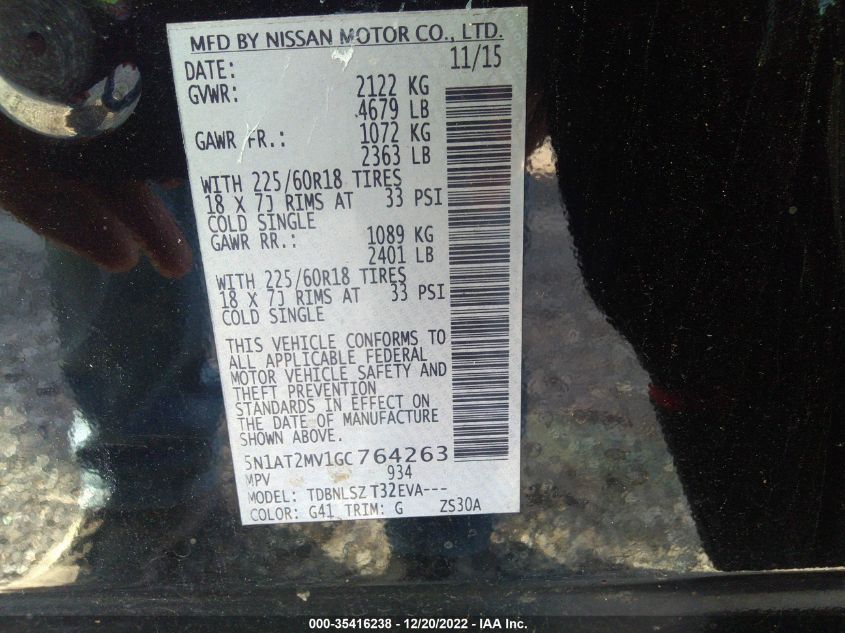 MFD BY NISSAN MOTOR CO., LTD.
DATE: 11/15
GVWR: 2122 KG
4679 LB
GAWR FR.: 1072 KG
2363 LB
WITH 225/60R18 TIRES
18 X 7J RIMS AT 33 PSI
COLD SINGLE
GAWR RR.: 1089 KG
2401 LB
WITH 225/60R18 TIRES
18 X 7J RIMS AT 33 PSI
COLD SINGLE
THIS VEHICLE CONFORMS TO
ALL APPLICABLE FEDERAL
MOTOR VEHICLE SAFETY AND
THEFT PREVENTION
STANDARDS IN EFFECT ON
THE DATE OF MANUFACTURE
SHOWN ABOVE.
5N1AT2MV1GC764263
MPV 934
MODEL: TDBNLSZ T32EVA---
COLOR: G41 TRIM: G ZS30A
000-35416238 - 12/20/2022 - IAA Inc.